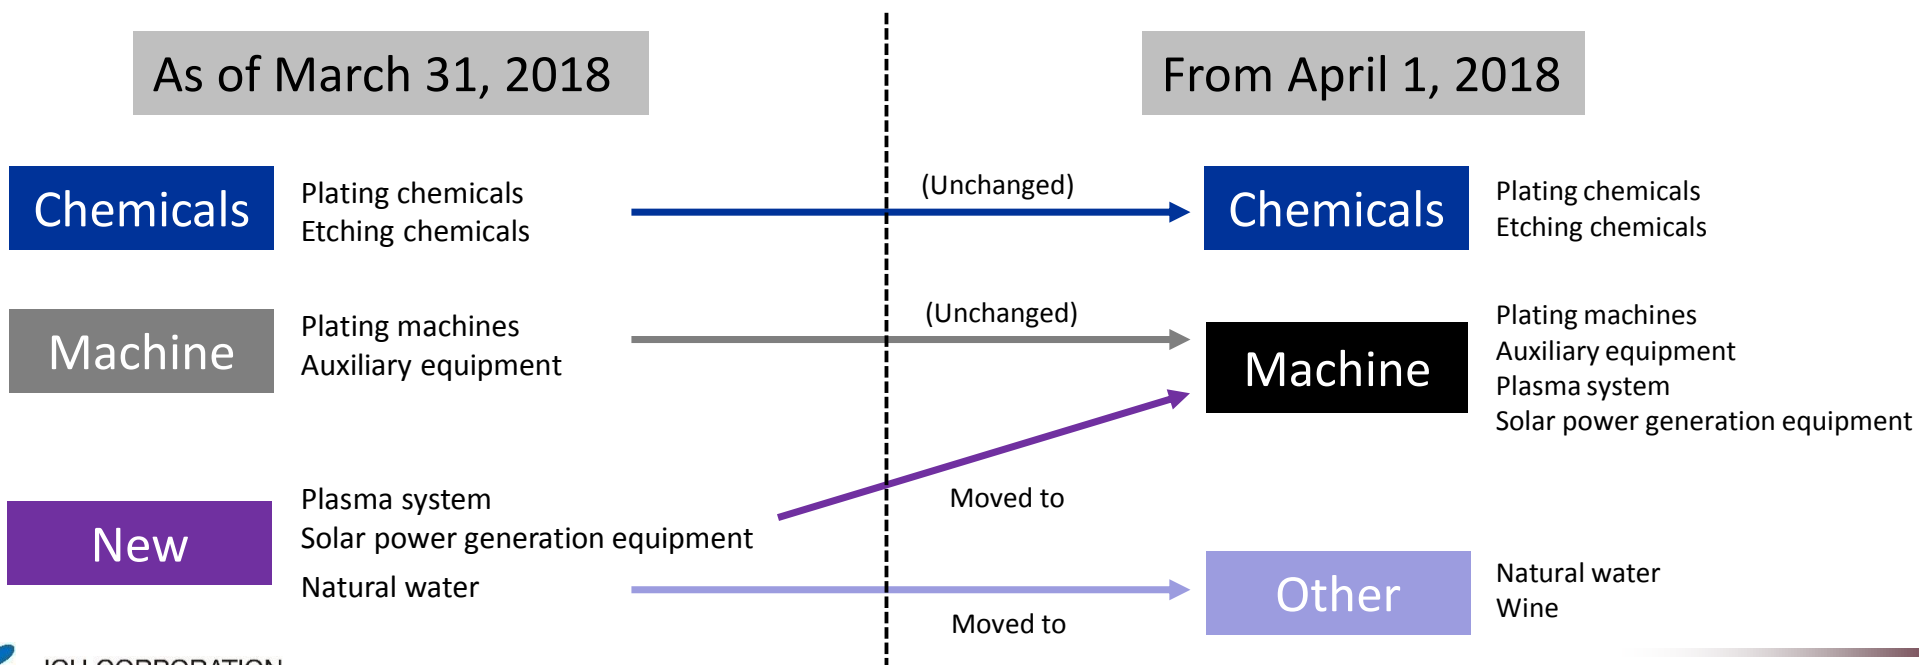 As of March 31, 2018
From April 1, 2018
Chemicals
Plating chemicals
Etching chemicals
(Unchanged)
Chemicals
Plating chemicals
Etching chemicals
Machine
Plating machines
Auxiliary equipment
(Unchanged)
Machine
Plating machines
Auxiliary equipment
Plasma system
Solar power generation equipment
New
Plasma system
Solar power generation equipment
Natural water
Moved to
Moved to
Other
Natural water
Wine
JCU CORPORATION